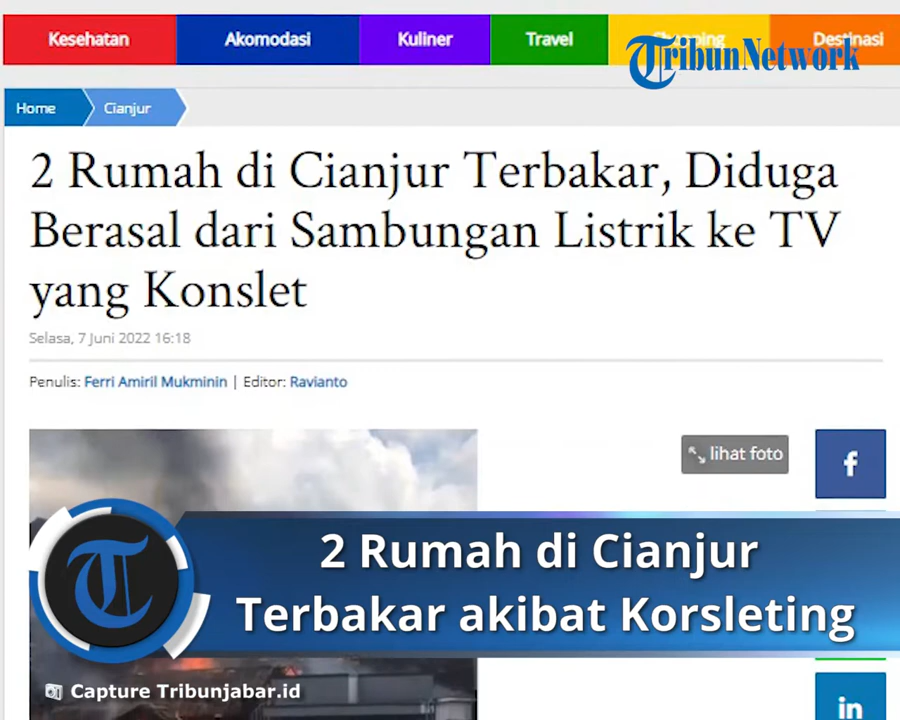 Kesehatan
Akomodasi
Kuliner
Travel
Shopping
Destinasi
TribunNetwork
Home
Cianjur
2 Rumah di Cianjur Terbakar, Diduga
Berasal dari Sambungan Listrik ke TV
yang Konslet
Selasa, 7 Juni 2022 16:18
Penulis: Ferri Amiril Mukminin | Editor: Ravianto
lihat foto
f
2 Rumah di Cianjur
Terbakar akibat Korsleting
T
Capture Tribunjabar.id
in